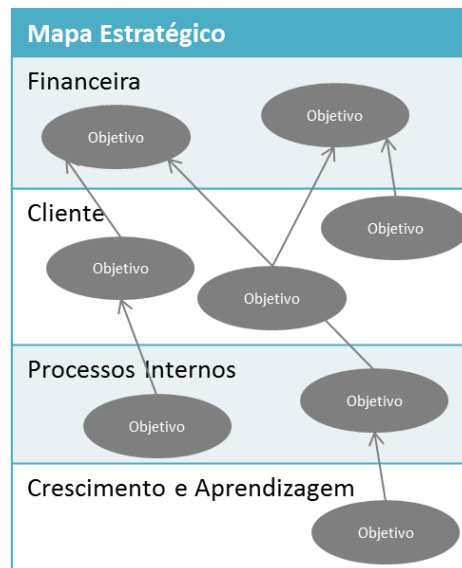 Mapa Estratégico
Financeira
Objetivo
Objetivo
Cliente
Objetivo
Objetivo
Objetivo
Processos Internos
Objetivo
Objetivo
Crescimento e Aprendizagem
Objetivo